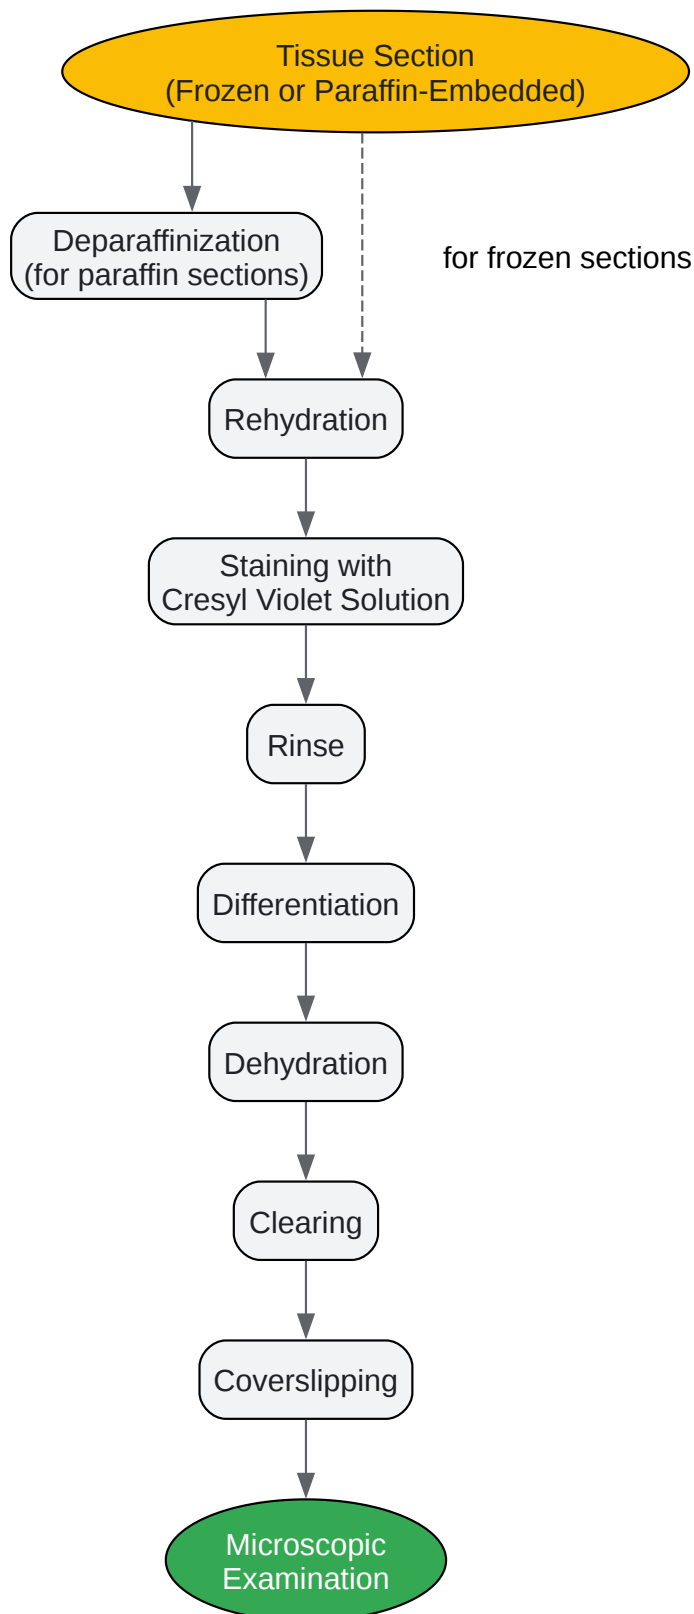 Tissue Section
(Frozen or Paraffin-Embedded)
Deparaffinization
(for paraffin sections)
for frozen sections
Rehydration
Staining with
Cresyl Violet Solution
Rinse
Differentiation
Dehydration
Clearing
Coverslipping
Microscopic
Examination